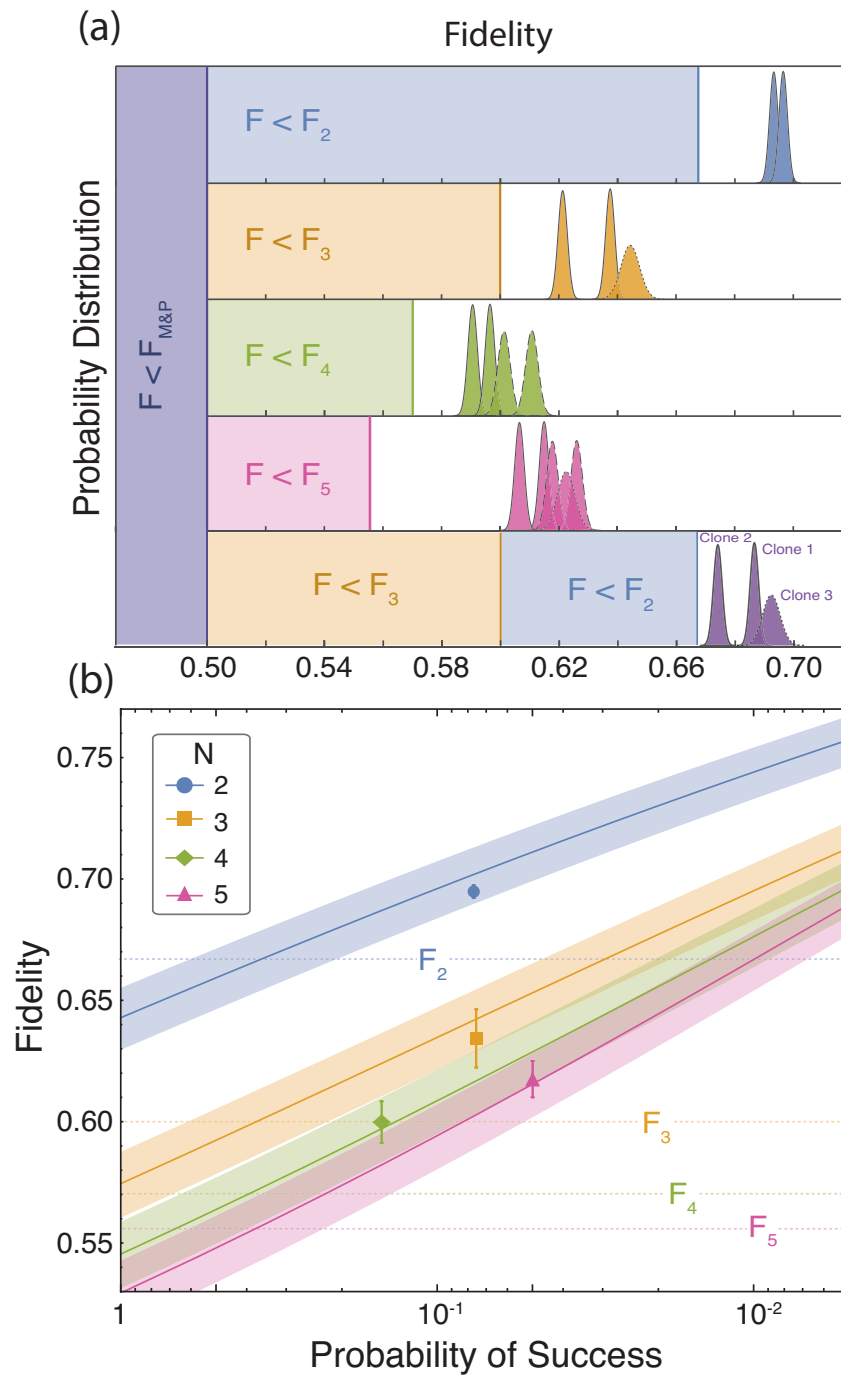 (a)
Fidelity
Probability Distribution
F < F_M&P
F < F_2
F < F_3
F < F_4
F < F_5
F < F_3
F < F_2
Clone 2
Clone 1
Clone 3
0.50 0.54 0.58 0.62 0.66 0.70
(b)
Fidelity
0.75
0.70
0.65
0.60
0.55
N
2
3
4
5
F_2
F_3
F_4
F_5
1 10^-1 10^-2
Probability of Success